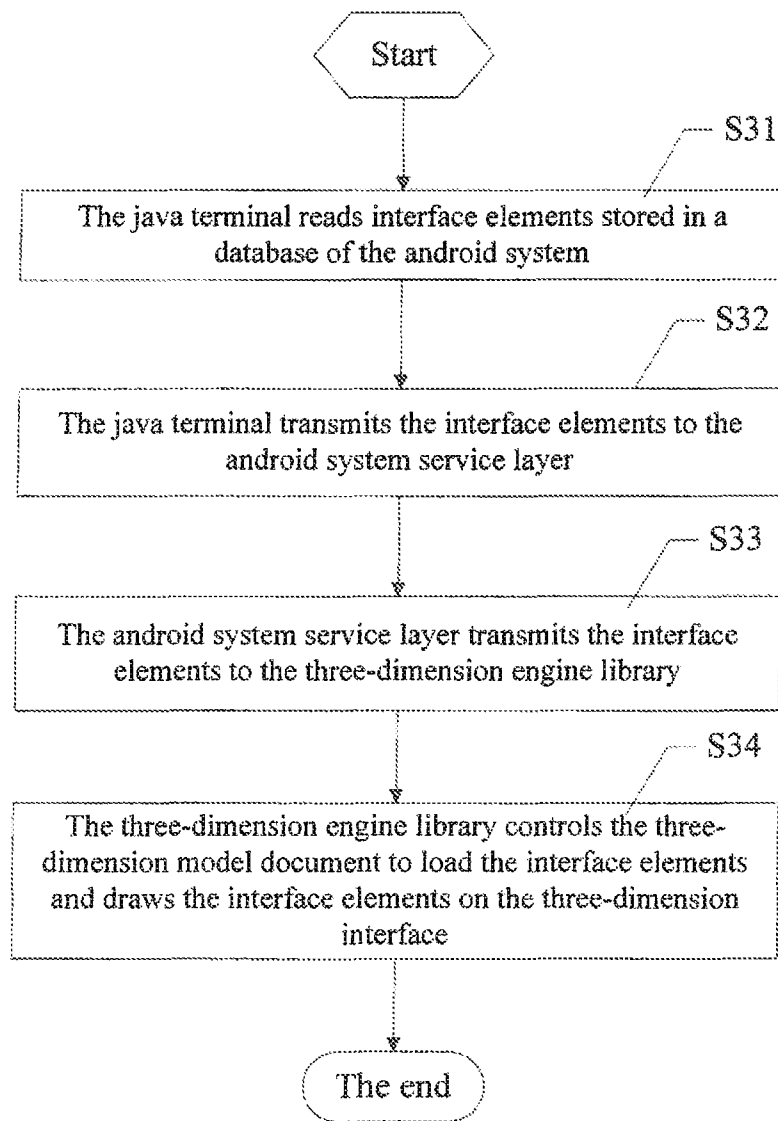 Start
S31
The java terminal reads interface elements stored in a
database of the android system
S32
The java terminal transmits the interface elements to the
android system service layer
S33
The android system service layer transmits the interface
elements to the three-dimension engine library
S34
The three-dimension engine library controls the three-
dimension model document to load the interface elements
and draws the interface elements on the three-dimension
interface
The end